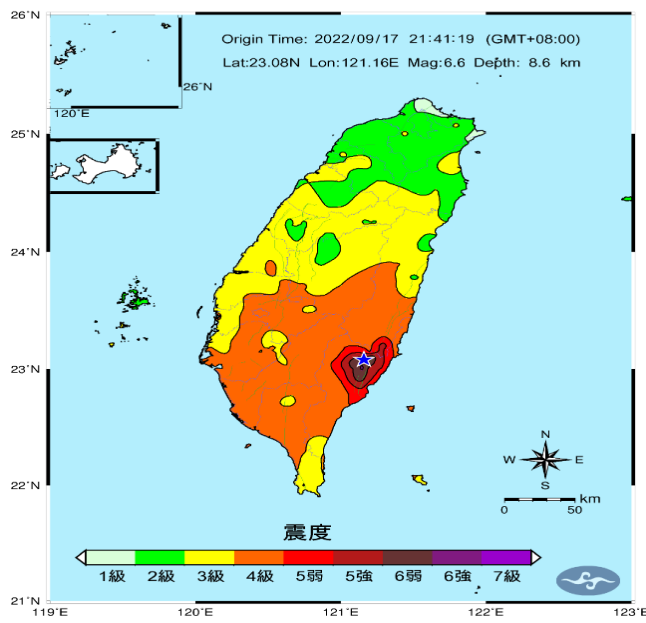 26°N
Origin Time: 2022/09/17 21:41:19 (GMT+08:00)
Lat:23.08N Lon:121.16E Mag:6.6 Depth: 8.6 km
26°N
120°E
25°N
24°N
23°N
22°N
N
W E
S
km
0 50
震度
1級 2級 3級 4級 5弱 5強 6弱 6強 7級
21°N
119°E 120°E 121°E 122°E 123°E